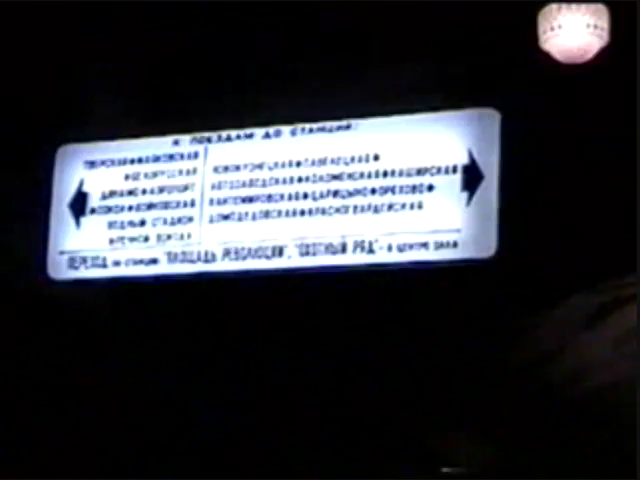 К ПОЕЗДАМ ДО СТАНЦИЙ:
ТВЕРСКАЯ МАЯКОВСКАЯ
БЕЛОРУССКАЯ
ДИНАМО АЭРОПОРТ
СОКОЛ ВОЙКОВСКАЯ
ВОДНЫЙ СТАДИОН
РЕЧНОЙ ВОКЗАЛ
НОВОКУЗНЕЦКАЯ ПАВЕЛЕЦКАЯ
АВТОЗАВОДСКАЯ КОЛОМЕНСКАЯ КАШИРСКАЯ
КАНТЕМИРОВСКАЯ ЦАРИЦЫНО ОРЕХОВО
ДОМОДЕДОВСКАЯ КРАСНОГВАРДЕЙСКАЯ
ПЕРЕХОД на станции "ПЛОЩАДЬ РЕВОЛЮЦИИ", "ОХОТНЫЙ РЯД" - В ЦЕНТРЕ ЗАЛА